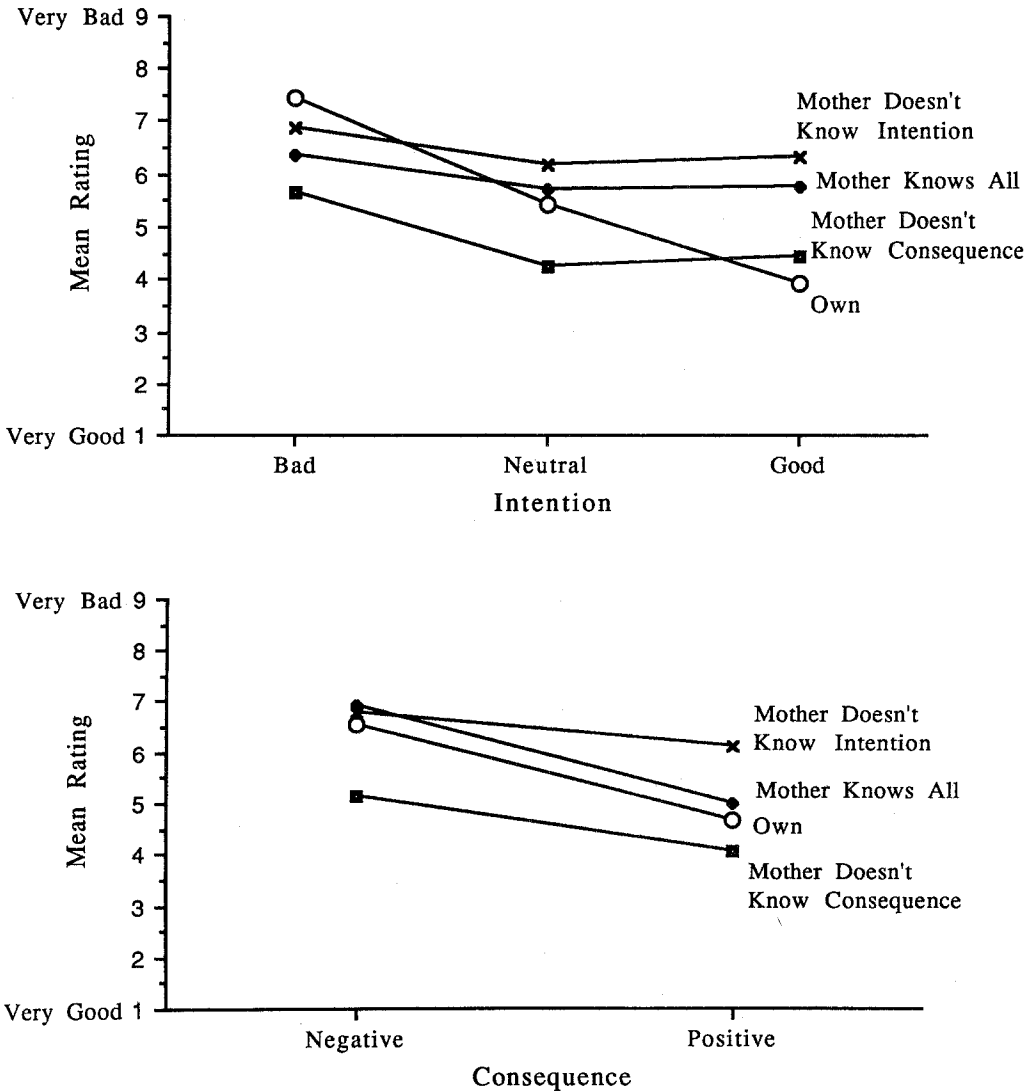 Very Bad 9
8
7
6
5
4
3
2
Very Good 1
Mean Rating
Mother Doesn't
Know Intention
Mother Knows All
Mother Doesn't
Know Consequence
Own
Bad Neutral Good
Intention
Very Bad 9
8
7
6
5
4
3
2
Very Good 1
Mean Rating
Mother Doesn't
Know Intention
Mother Knows All
Own
Mother Doesn't
Know Consequence
Negative Positive
Consequence